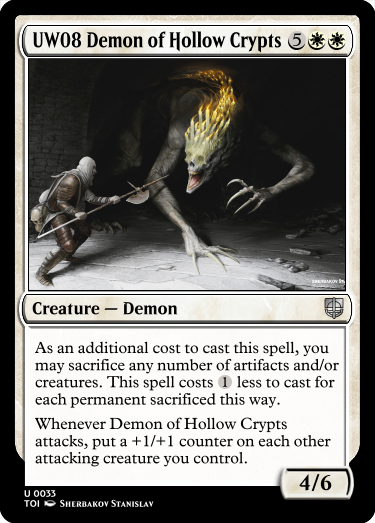 UW08 Demon of Hollow Crypts 5
SHERBAKOV STA
Creature — Demon
As an additional cost to cast this spell, you
may sacrifice any number of artifacts and/or
creatures. This spell costs 1 less to cast for
each permanent sacrificed this way.
Whenever Demon of Hollow Crypts
attacks, put a +1/+1 counter on each other
attacking creature you control.
4/6
U 0033
TOI SHERBAKOV STANISLAV